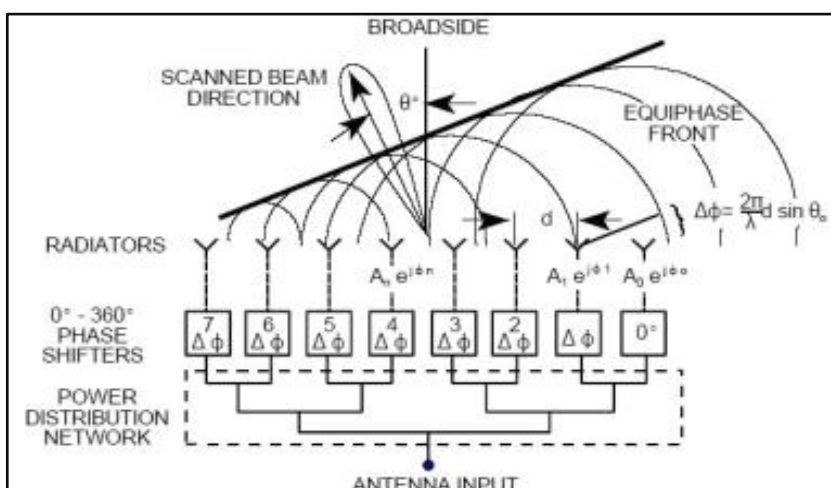 BROADSIDE
SCANNED BEAM
DIRECTION
θ°
EQUIPHASE
FRONT
Δϕ= 2π/λ d sin θₒ
d
RADIATORS
Aₙ e^jϕn
A₁ e^jϕ1
A₀ e^jϕo
0° - 360°
PHASE
SHIFTERS
7 Δϕ
6 Δϕ
5 Δϕ
4 Δϕ
3 Δϕ
2 Δϕ
Δϕ
0°
POWER
DISTRIBUTION
NETWORK
ANTENNA INPUT